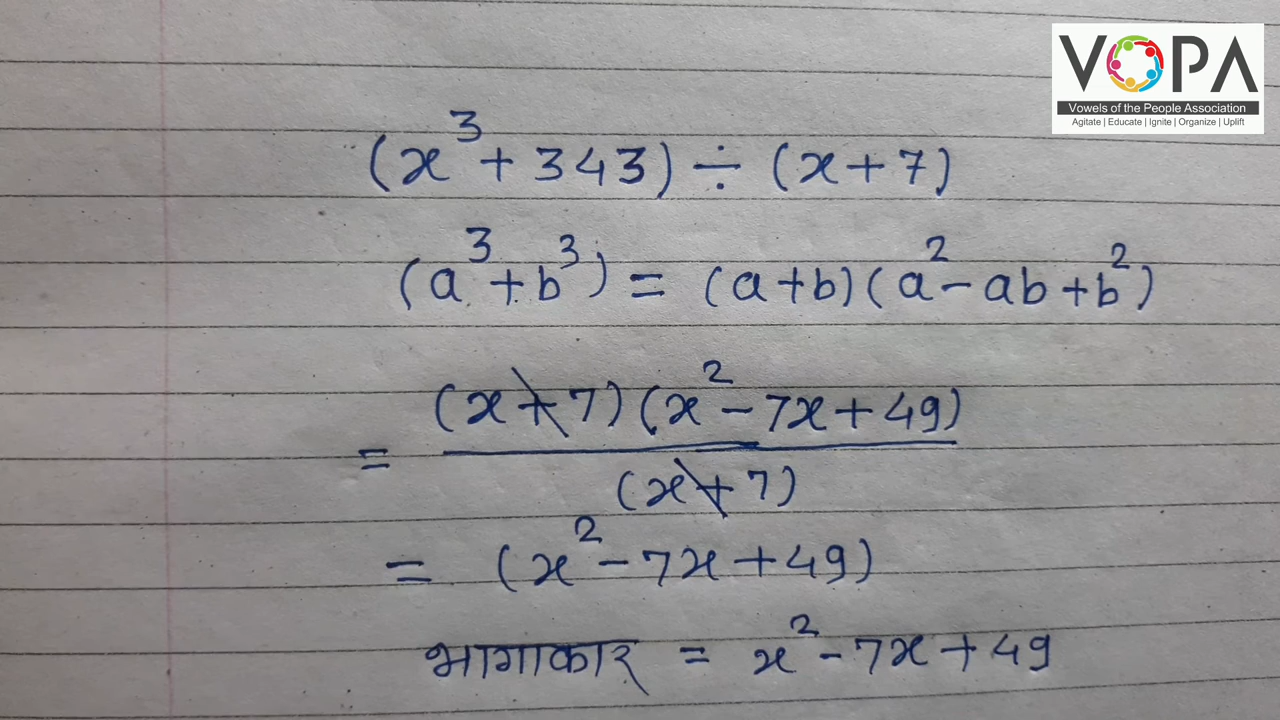 VOPA
Vowels of the People Association
Agitate | Educate | Ignite | Organize | Uplift
(x³ + 343) ÷ (x + 7)
(a³ + b³) = (a + b)(a² - ab + b²)
= (x + 7)(x² - 7x + 49)
(x + 7)
= (x² - 7x + 49)
भागाकार = x² - 7x + 49